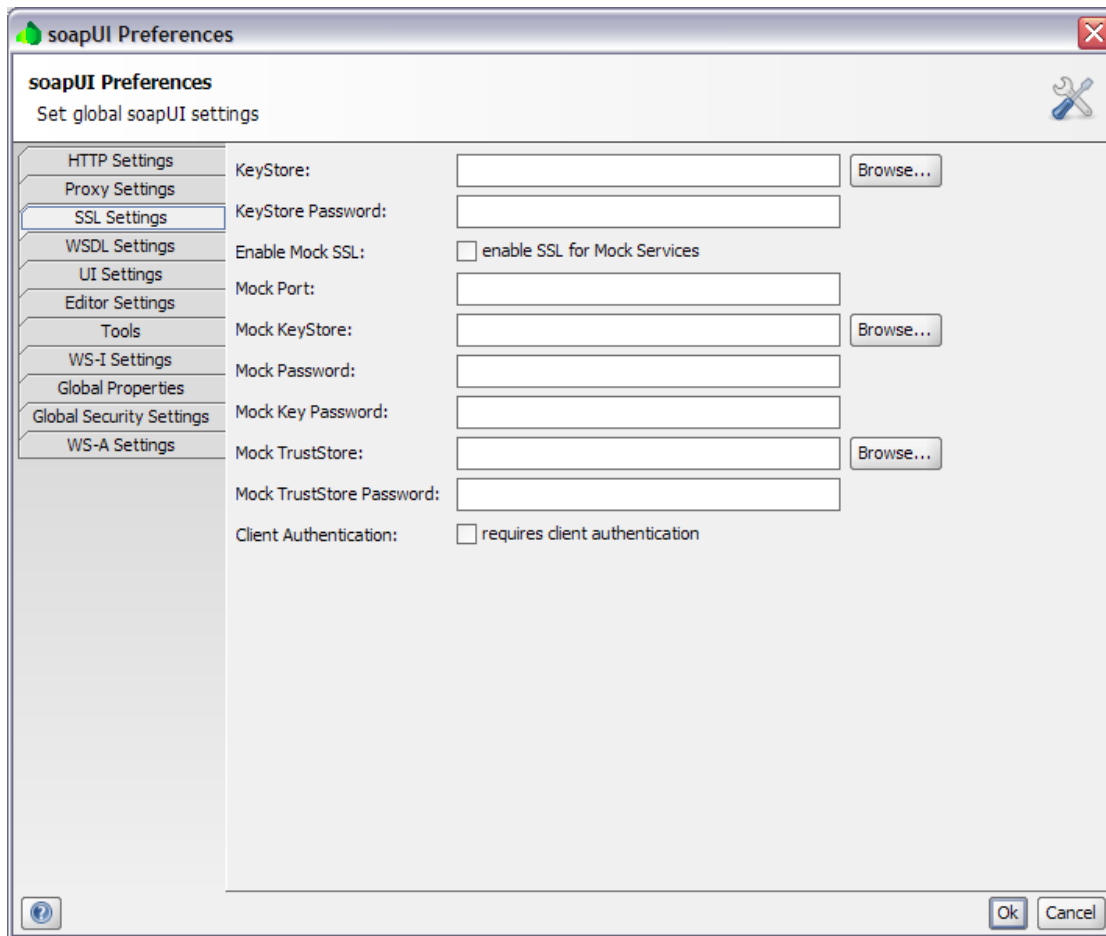 soapUI Preferences
soapUI Preferences
Set global soapUI settings
HTTP Settings
Proxy Settings
SSL Settings
WSDL Settings
UI Settings
Editor Settings
Tools
WS-I Settings
Global Properties
Global Security Settings
WS-A Settings
KeyStore: Browse...
KeyStore Password:
Enable Mock SSL: enable SSL for Mock Services
Mock Port:
Mock KeyStore: Browse...
Mock Password:
Mock Key Password:
Mock TrustStore: Browse...
Mock TrustStore Password:
Client Authentication: requires client authentication
? Ok Cancel